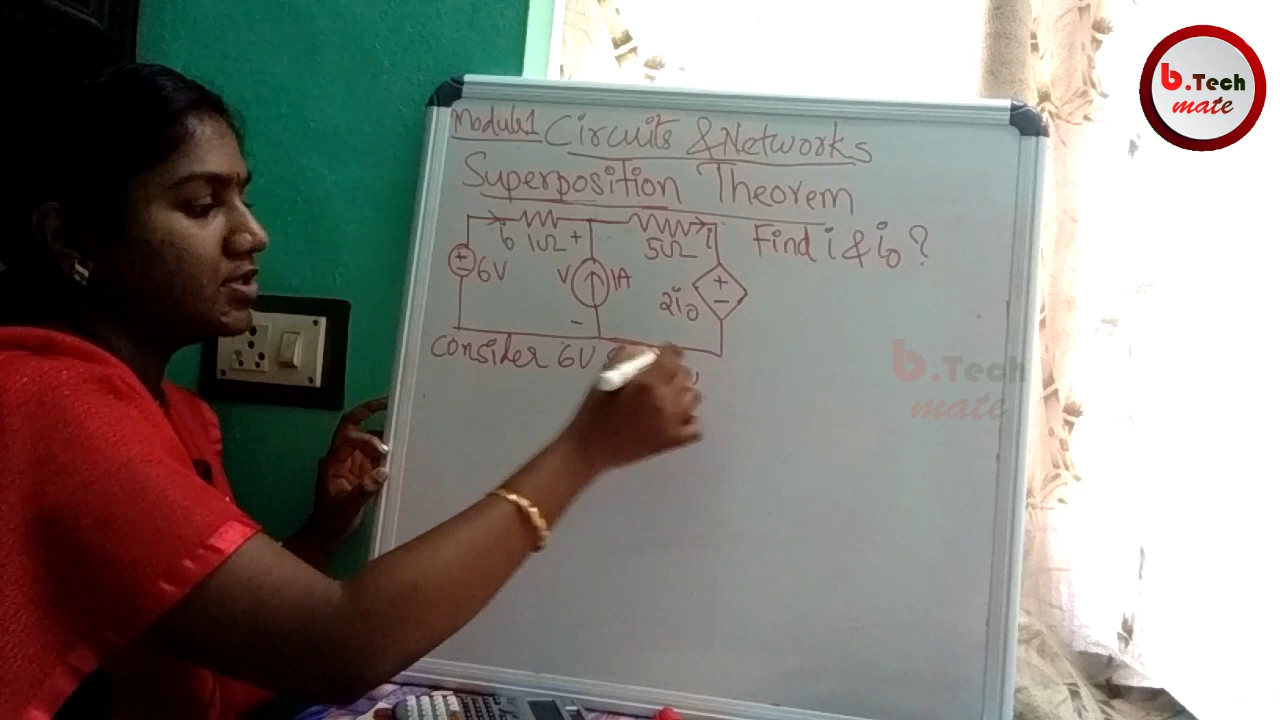 b.Tech
mate
Module1 Circuits & Networks
Superposition Theorem
Find i & i0 ?
i0 1Ω + 5Ω i
+ − 6V V 1A 2i0 + −
−
consider 6V
b.Tech
mate